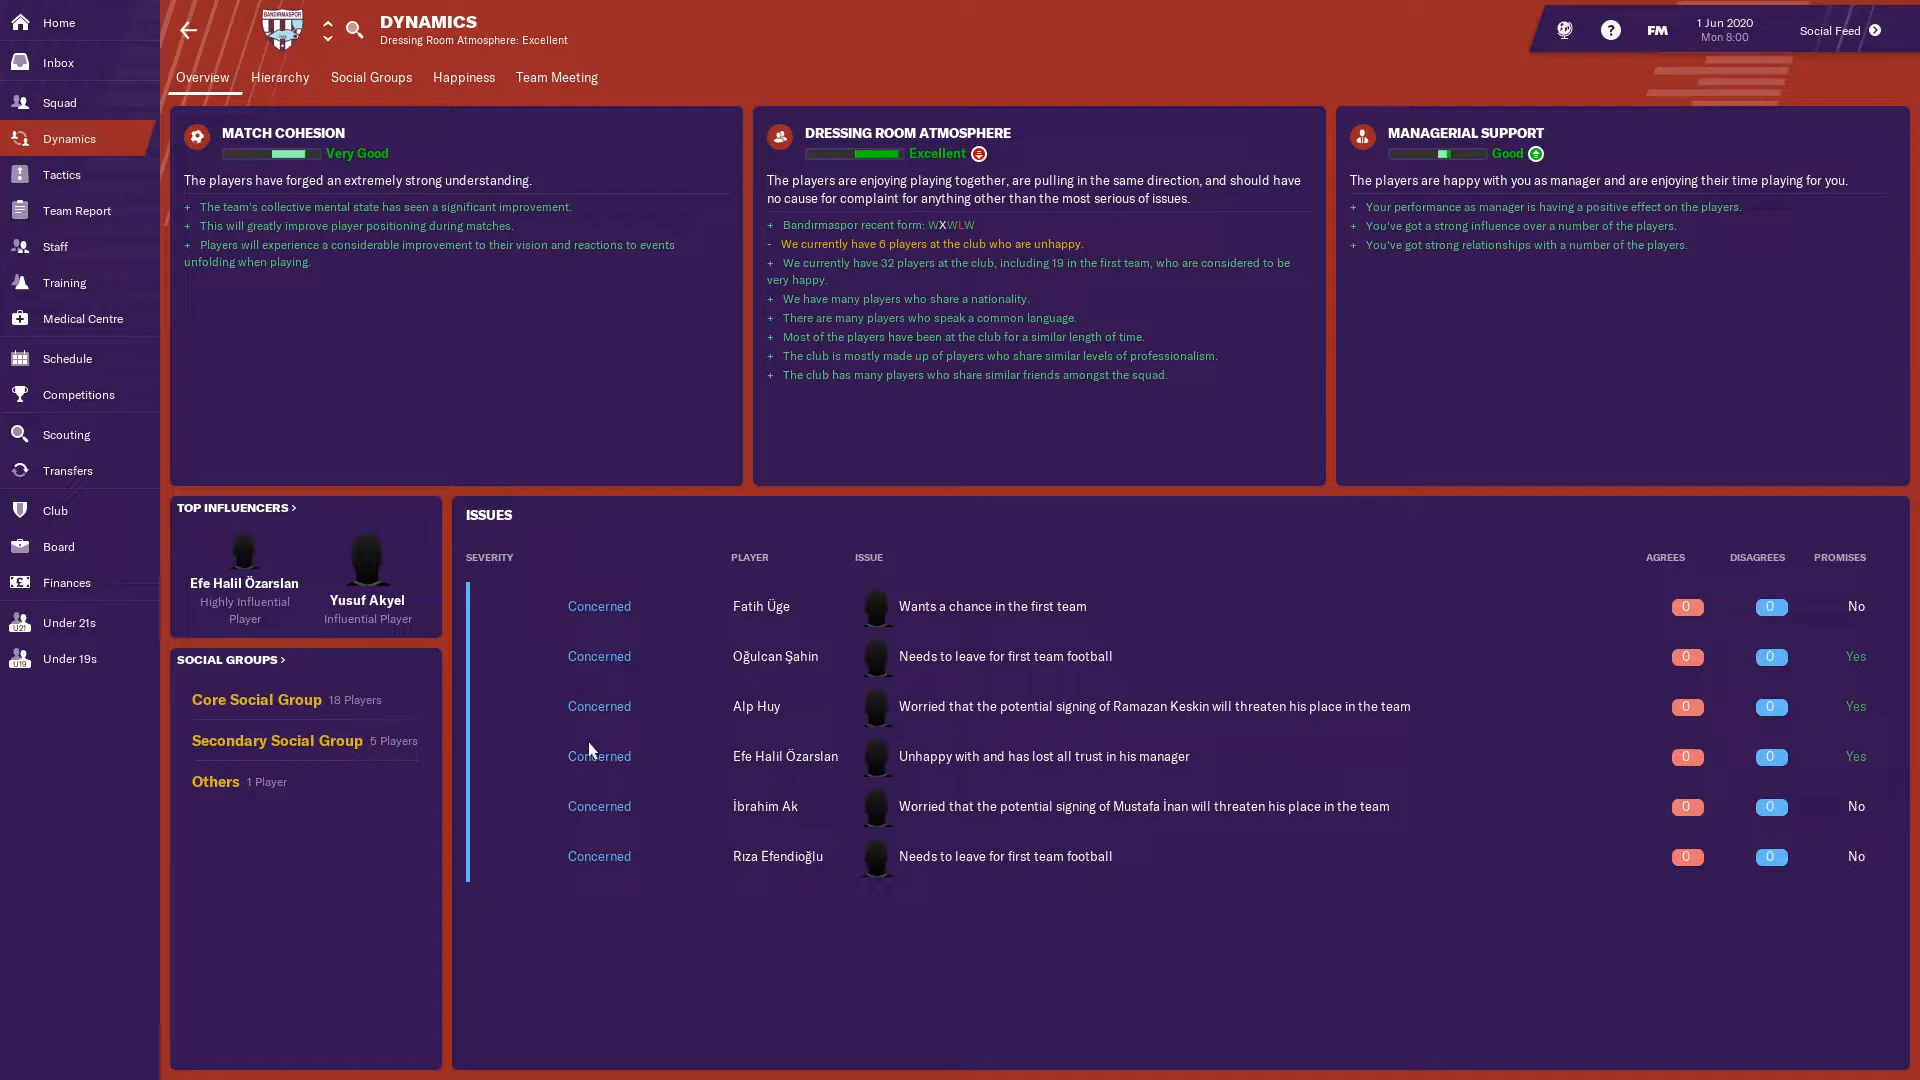 Home
Inbox
Squad
Dynamics
Tactics
Team Report
Staff
Training
Medical Centre
Schedule
Competitions
Scouting
Transfers
Club
Board
Finances
U21
Under 21s
U19
Under 19s
BANDIRMASPOR
DYNAMICS
Dressing Room Atmosphere: Excellent
? FM
1 Jun 2020
Mon 8:00
Social Feed
Overview Hierarchy Social Groups Happiness Team Meeting
MATCH COHESION
Very Good
The players have forged an extremely strong understanding.
+ The team's collective mental state has seen a significant improvement.
+ This will greatly improve player positioning during matches.
+ Players will experience a considerable improvement to their vision and reactions to events
unfolding when playing.
DRESSING ROOM ATMOSPHERE
Excellent
The players are enjoying playing together, are pulling in the same direction, and should have
no cause for complaint for anything other than the most serious of issues.
+ Bandırmaspor recent form: WXWLW
- We currently have 6 players at the club who are unhappy.
+ We currently have 32 players at the club, including 19 in the first team, who are considered to be
very happy.
+ We have many players who share a nationality.
+ There are many players who speak a common language.
+ Most of the players have been at the club for a similar length of time.
+ The club is mostly made up of players who share similar levels of professionalism.
+ The club has many players who share similar friends amongst the squad.
MANAGERIAL SUPPORT
Good
The players are happy with you as manager and are enjoying their time playing for you.
+ Your performance as manager is having a positive effect on the players.
+ You've got a strong influence over a number of the players.
+ You've got strong relationships with a number of the players.
TOP INFLUENCERS >
Efe Halil Özarslan
Highly Influential
Player
Yusuf Akyel
Influential Player
SOCIAL GROUPS >
Core Social Group 18 Players
Secondary Social Group 5 Players
Others 1 Player
ISSUES
SEVERITY PLAYER ISSUE AGREES DISAGREES PROMISES
Concerned Fatih Üge Wants a chance in the first team 0 0 No
Concerned Oğulcan Şahin Needs to leave for first team football 0 0 Yes
Concerned Alp Huy Worried that the potential signing of Ramazan Keskin will threaten his place in the team 0 0 Yes
Concerned Efe Halil Özarslan Unhappy with and has lost all trust in his manager 0 0 Yes
Concerned İbrahim Ak Worried that the potential signing of Mustafa İnan will threaten his place in the team 0 0 No
Concerned Rıza Efendioğlu Needs to leave for first team football 0 0 No